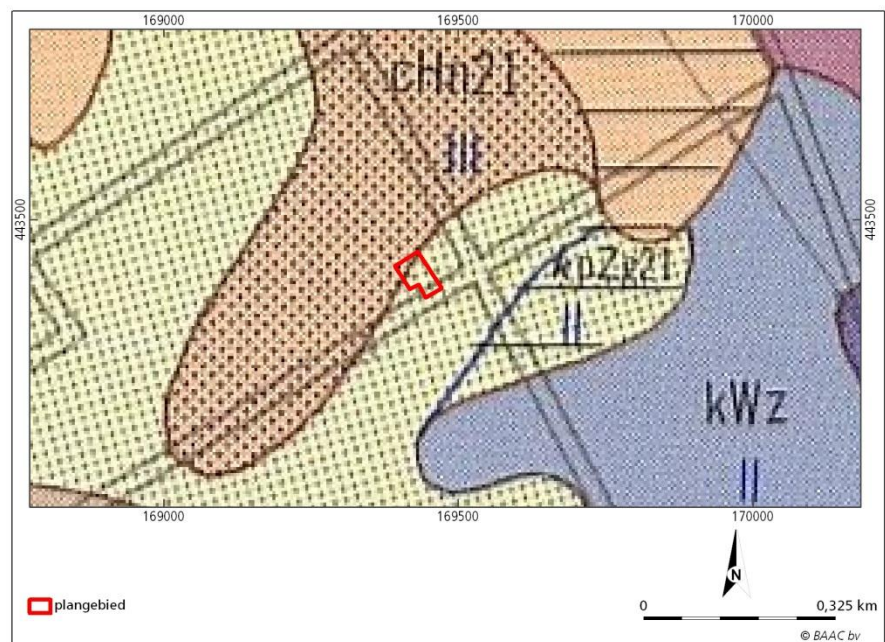 169000 169500 170000
cHn21
III
443500 443500
kpZg21
II
kWz
II
169000 169500 170000
N
plangebied
0 0,325 km
© BAAC bv